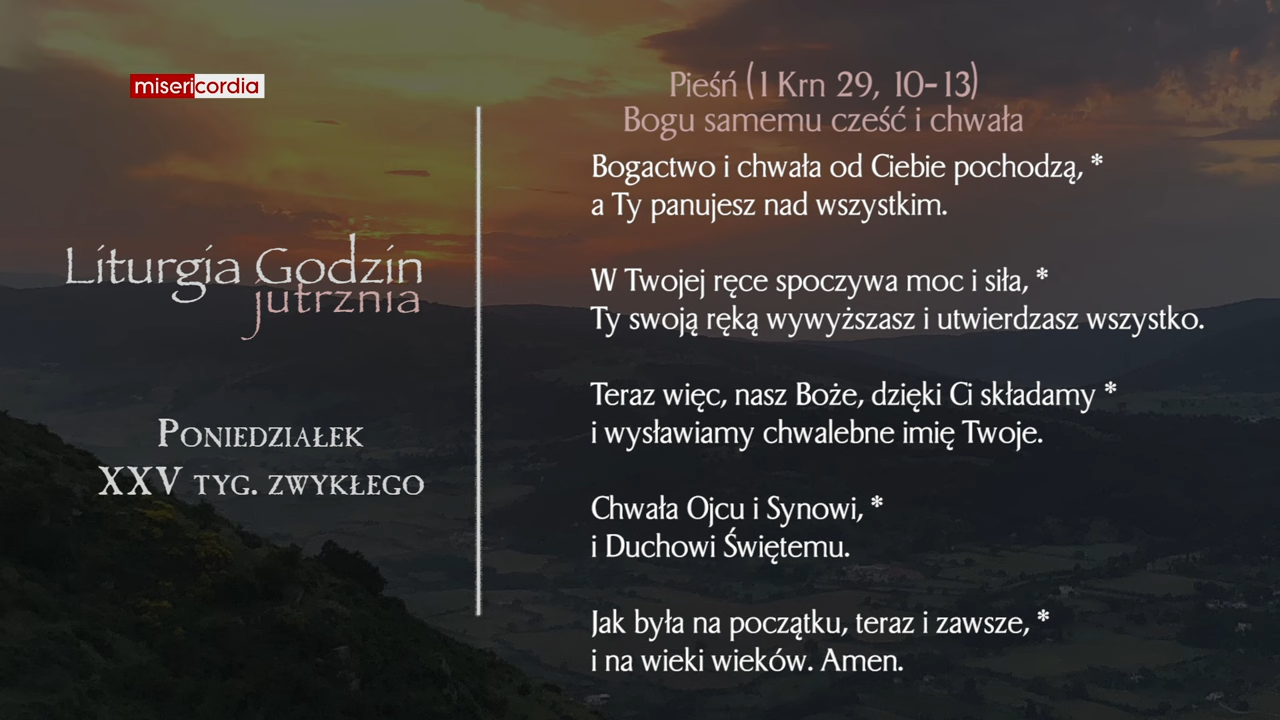 misericordia
Liturgia Godzin
jutrznia
Poniedziałek
XXV tyg. zwykłego
Pieśń (1 Krn 29, 10-13)
Bogu samemu cześć i chwała
Bogactwo i chwała od Ciebie pochodzą, *
a Ty panujesz nad wszystkim.
W Twojej ręce spoczywa moc i siła, *
Ty swoją ręką wywyższasz i utwierdzasz wszystko.
Teraz więc, nasz Boże, dzięki Ci składamy *
i wysławiamy chwalebne imię Twoje.
Chwała Ojcu i Synowi, *
i Duchowi Świętemu.
Jak była na początku, teraz i zawsze, *
i na wieki wieków. Amen.